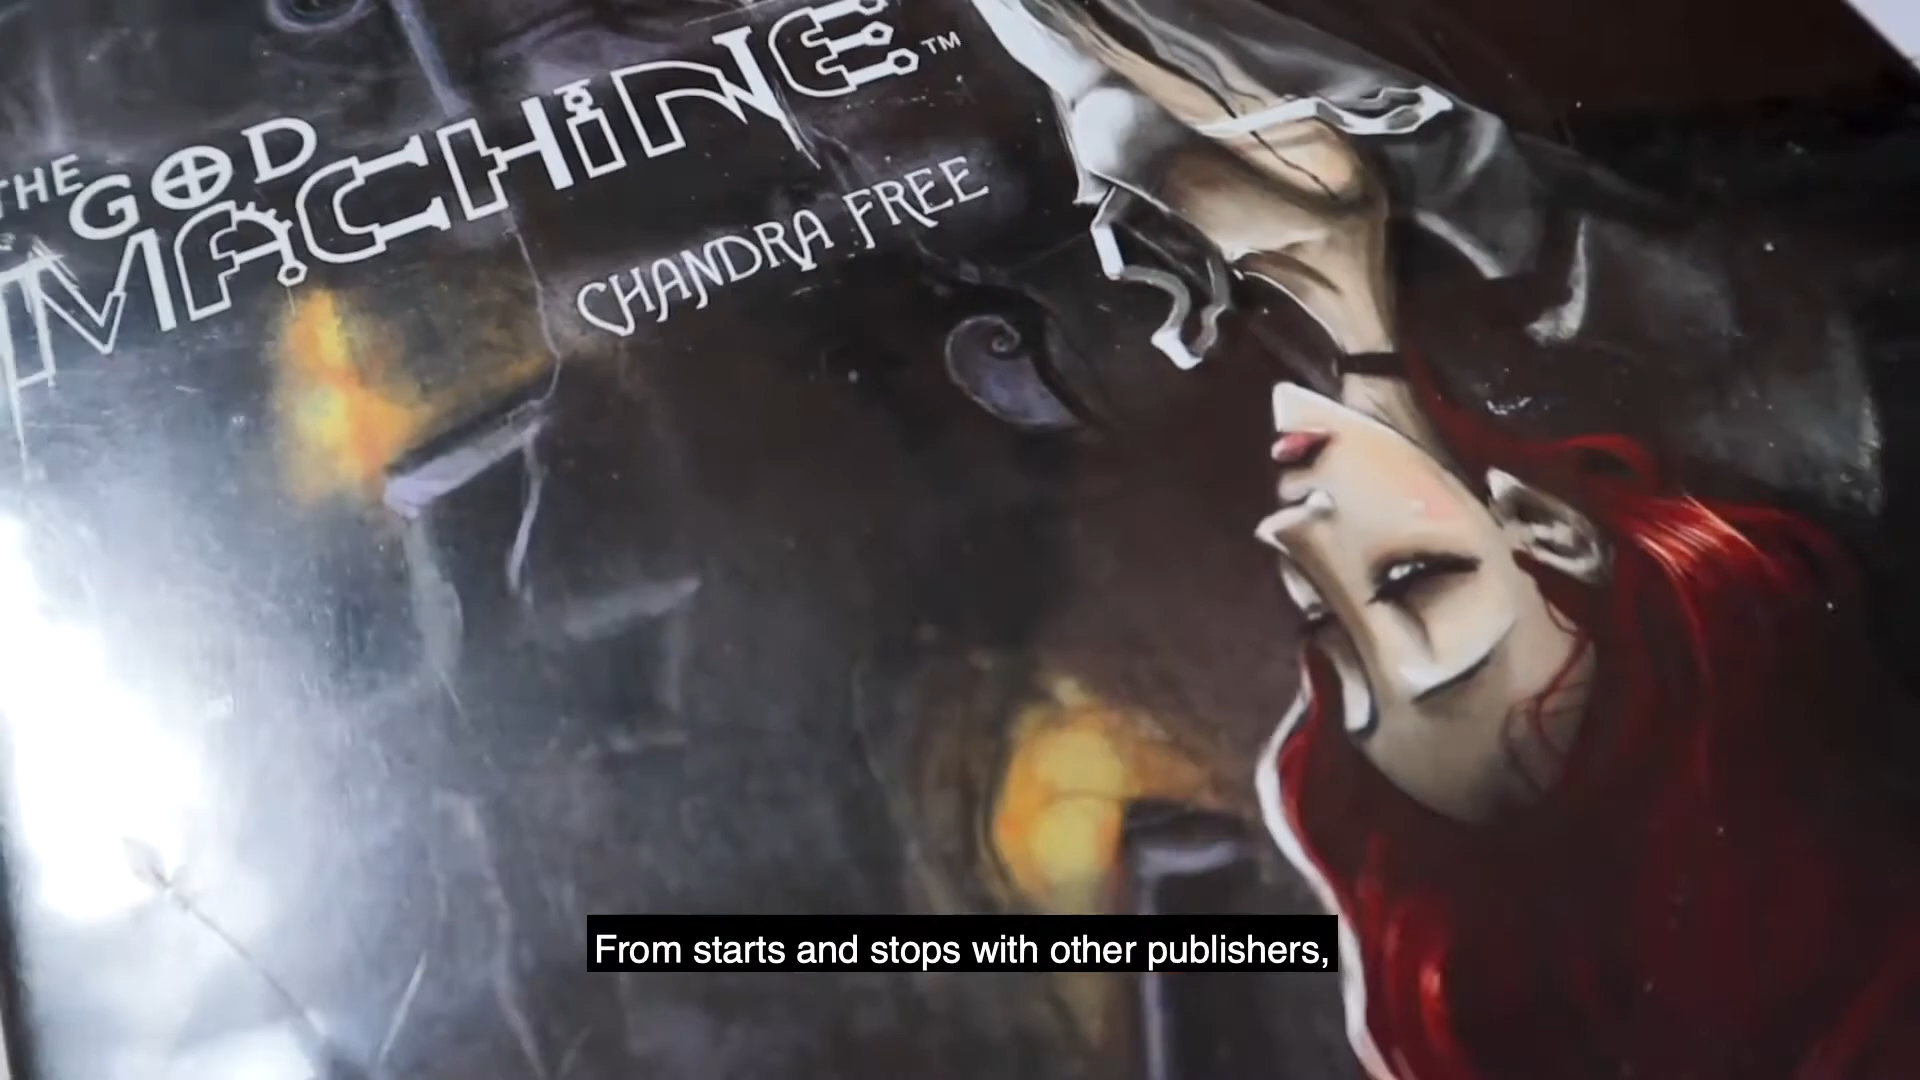 THE GOD
MACHINE™
CHANDRA FREE
From starts and stops with other publishers,